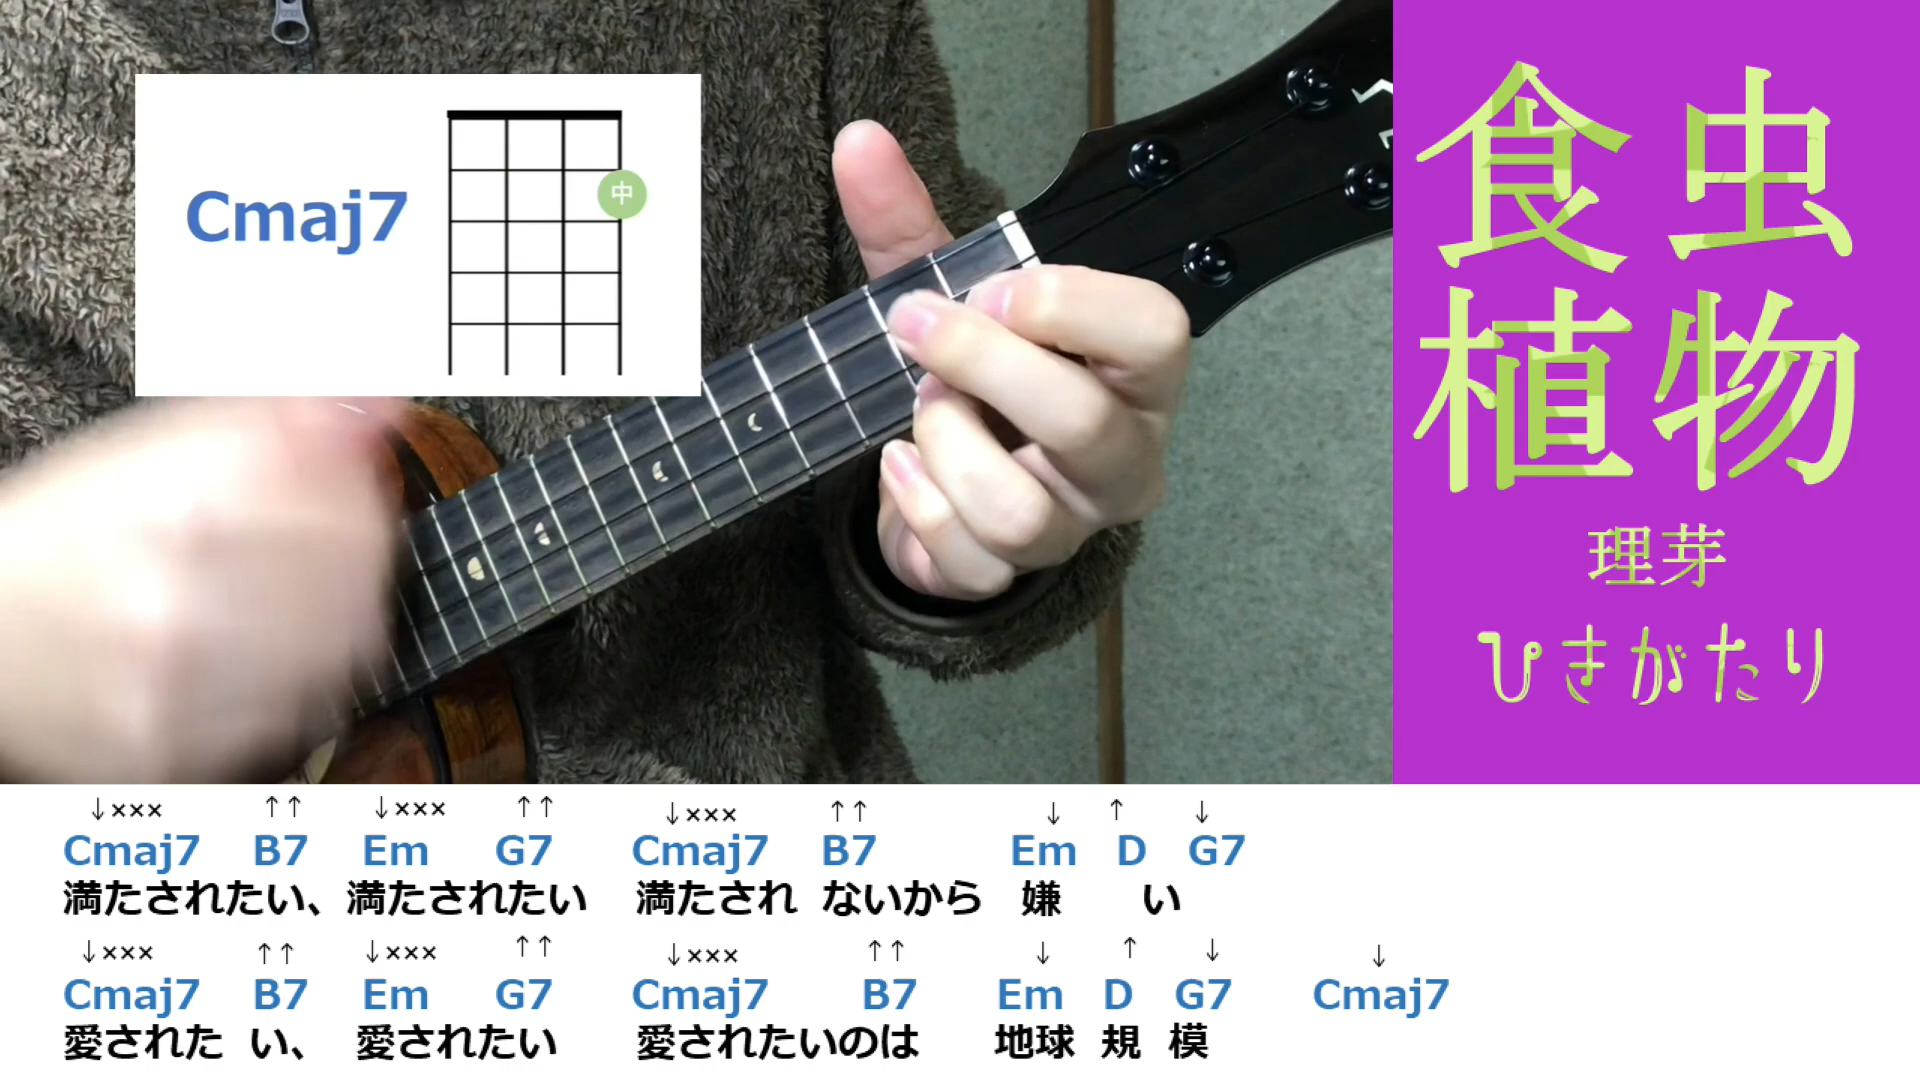 Cmaj7
中
食虫
植物
理芽
ひきがたり
↓××× ↑↑ ↓××× ↑↑ ↓××× ↑↑ ↓ ↑ ↓
Cmaj7 B7 Em G7 Cmaj7 B7 Em D G7
満たされたい、満たされたい 満たされ ないから 嫌 い
↓××× ↑↑ ↓××× ↑↑ ↓××× ↑↑ ↓ ↑ ↓ ↓
Cmaj7 B7 Em G7 Cmaj7 B7 Em D G7 Cmaj7
愛された い、 愛されたい 愛されたいのは 地球 規 模